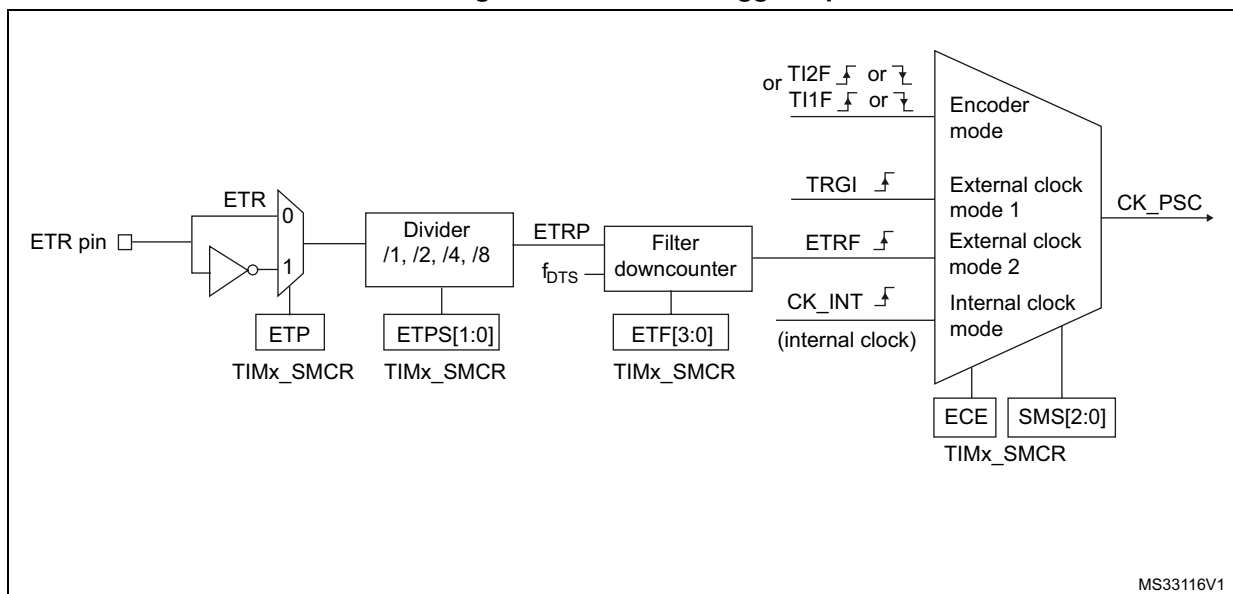 or TI2F or
TI1F or
Encoder
mode
TRGI
External clock
mode 1
CK_PSC
ETR
0
1
ETR pin
Divider
/1, /2, /4, /8
ETRP
fDTS
Filter
downcounter
ETRF
External clock
mode 2
CK_INT
(internal clock)
Internal clock
mode
ETP
TIMx_SMCR
ETPS[1:0]
TIMx_SMCR
ETF[3:0]
TIMx_SMCR
ECE
SMS[2:0]
TIMx_SMCR
MS33116V1